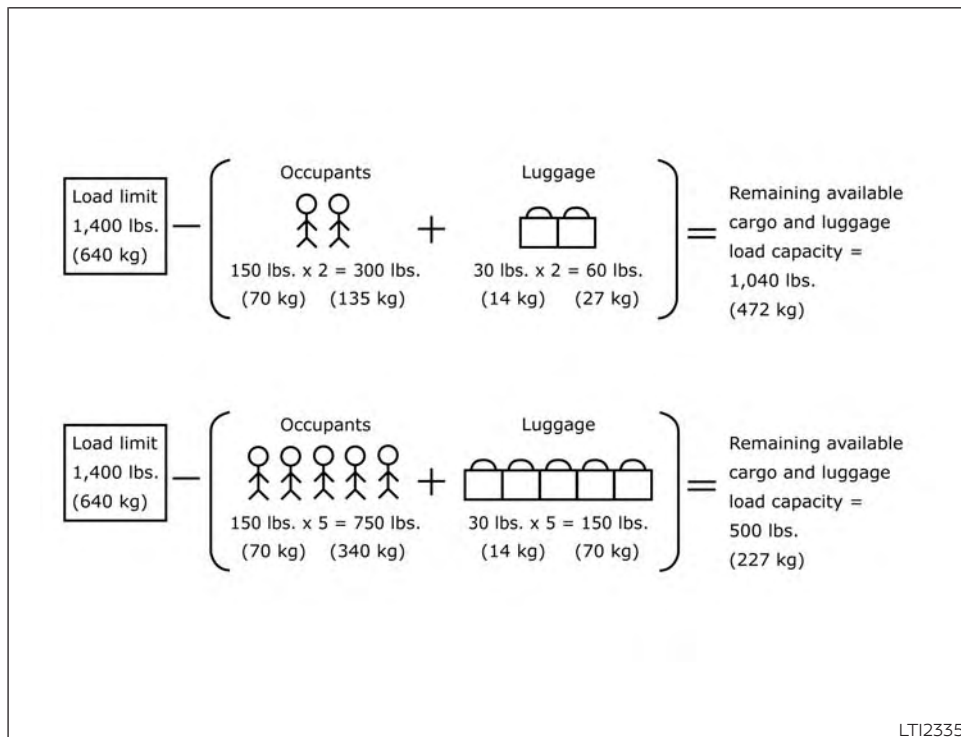 Load limit
1,400 lbs.
(640 kg)
Occupants
150 lbs. x 2 = 300 lbs.
(70 kg) (135 kg)
+
Luggage
30 lbs. x 2 = 60 lbs.
(14 kg) (27 kg)
=
Remaining available
cargo and luggage
load capacity =
1,040 lbs.
(472 kg)
Load limit
1,400 lbs.
(640 kg)
Occupants
150 lbs. x 5 = 750 lbs.
(70 kg) (340 kg)
+
Luggage
30 lbs. x 5 = 150 lbs.
(14 kg) (70 kg)
=
Remaining available
cargo and luggage
load capacity =
500 lbs.
(227 kg)
LTI2335